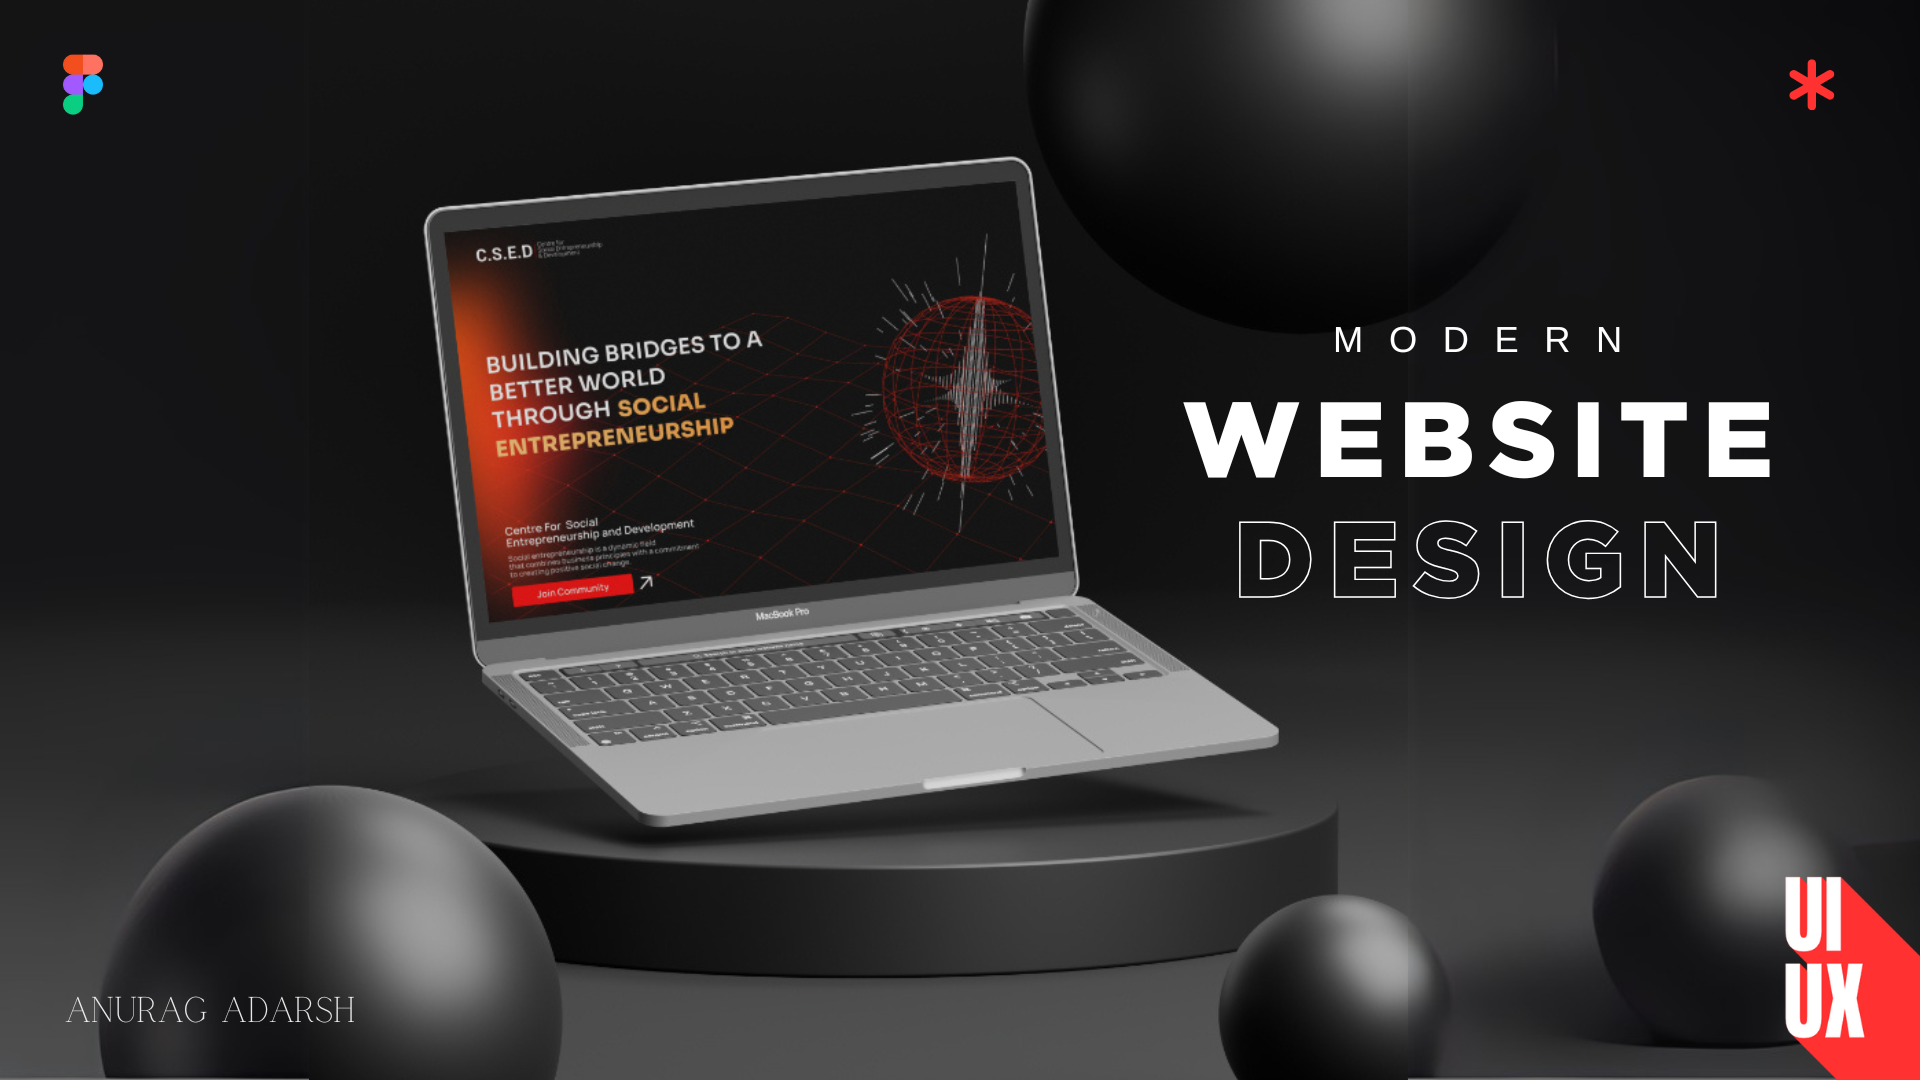 C.S.E.D
Centre for
Social Entrepreneurship
& Development
BUILDING BRIDGES TO A
BETTER WORLD
THROUGH SOCIAL
ENTREPRENEURSHIP
Centre For Social
Entrepreneurship and Development
Social entrepreneurship is a dynamic field
that combines business principles with a commitment
to creating positive social change.
Join Community
MacBook Pro
MODERN
WEBSITE
DESIGN
ANURAG ADARSH
UI
UX